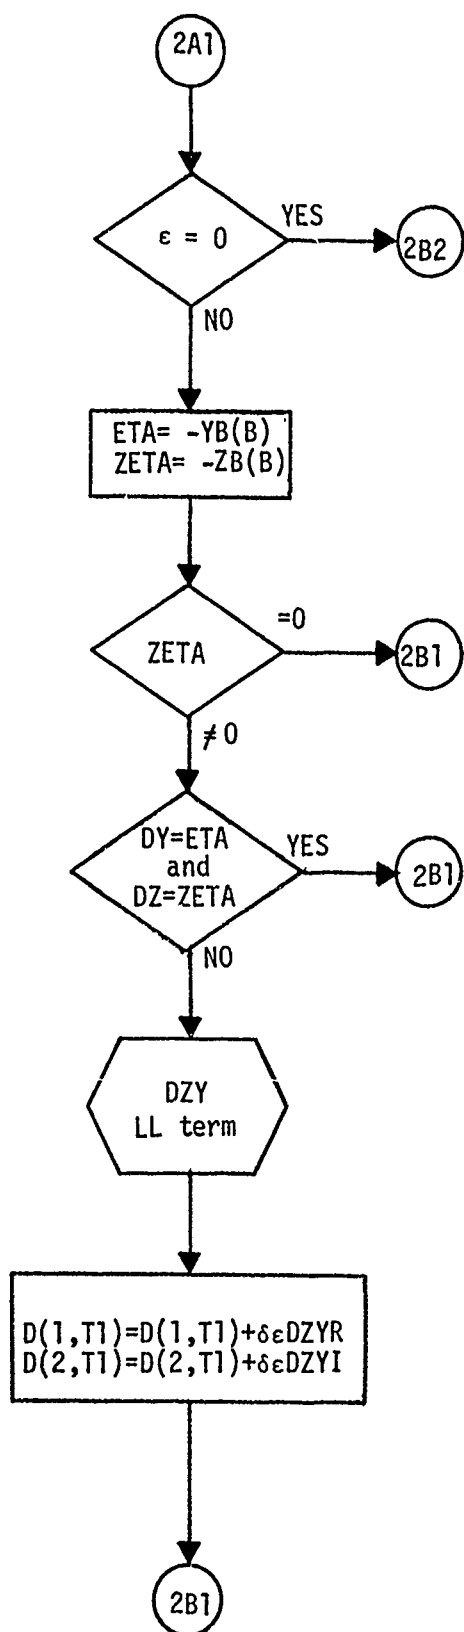 2A1
ε = 0
YES
2B2
NO
ETA= -YB(B)
ZETA= -ZB(B)
ZETA
=0
2B1
≠0
DY=ETA
and
DZ=ZETA
YES
2B1
NO
DZY
LL term
D(1,T1)=D(1,T1)+δεDZYR
D(2,T1)=D(2,T1)+δεDZYI
2B1